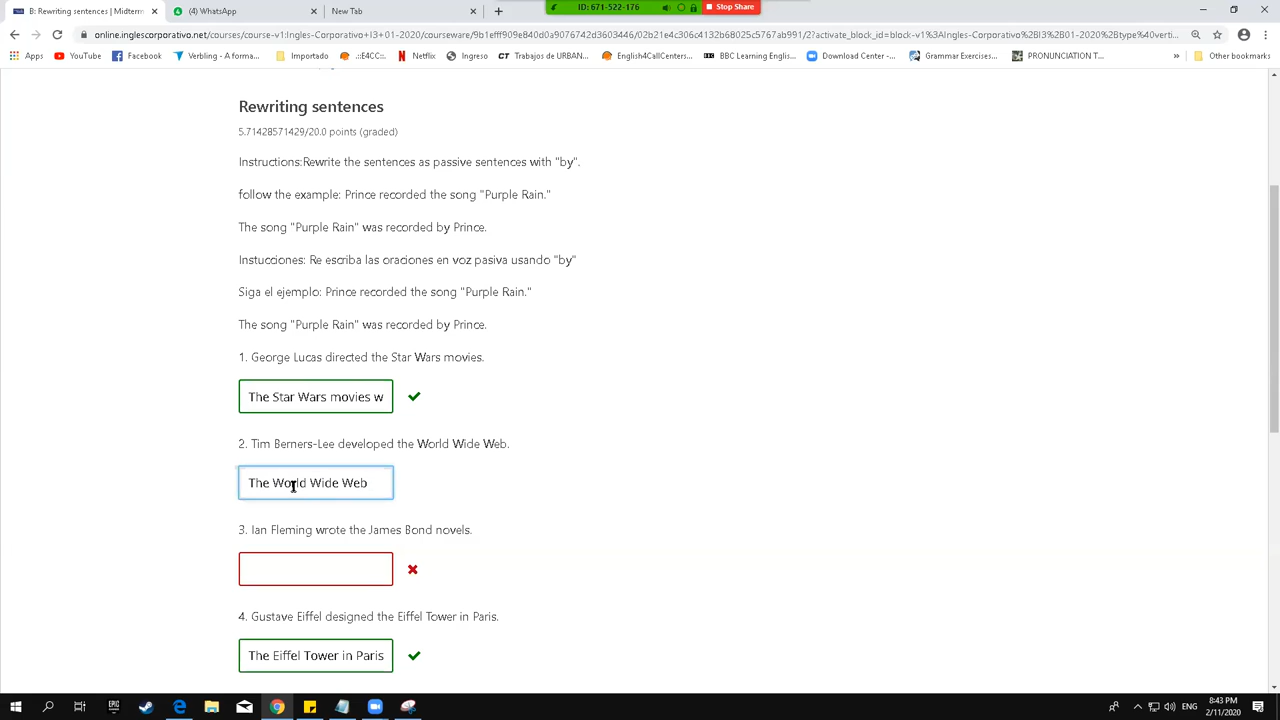 B: Rewriting sentences | Midterm
(4) WhatsApp
New Tab
ID: 671-522-176
Stop Share
online.inglescorporativo.net/courses/course-v1:Ingles-Corporativo+I3+01-2020/courseware/9b1efff909e840d0a9076742d3603446/02b21e4c306c4132b68025c5767ab991/2?activate_block_id=block-v1%3AIngles-Corporativo%2BI3%2B01-2020%2Btype%40verti...
Apps
YouTube
Facebook
Verbling - A forma...
Importado
.::E4CC::.
Netflix
Ingreso
CT Trabajos de URBAN...
English4CallCenters...
BBC Learning Englis...
Download Center -...
Grammar Exercises...
PRONUNCIATION T...
»
Other bookmarks
Rewriting sentences
5.71428571429/20.0 points (graded)
Instructions:Rewrite the sentences as passive sentences with "by".
follow the example: Prince recorded the song "Purple Rain."
The song "Purple Rain" was recorded by Prince.
Instucciones: Re escriba las oraciones en voz pasiva usando "by"
Siga el ejemplo: Prince recorded the song "Purple Rain."
The song "Purple Rain" was recorded by Prince.
1. George Lucas directed the Star Wars movies.
The Star Wars movies w
2. Tim Berners-Lee developed the World Wide Web.
The World Wide Web
3. Ian Fleming wrote the James Bond novels.
4. Gustave Eiffel designed the Eiffel Tower in Paris.
The Eiffel Tower in Paris
ENG
8:43 PM
2/11/2020